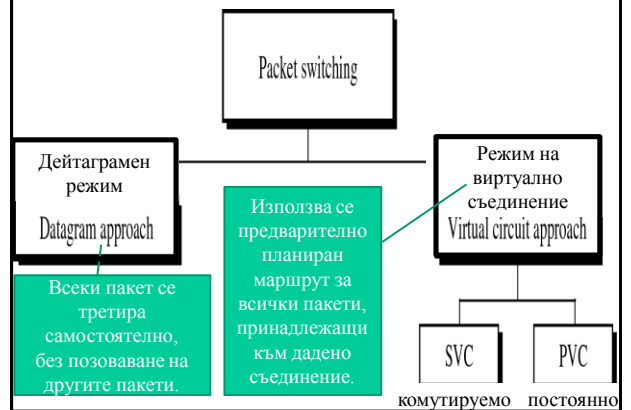 Packet switching
Дейтаграмен
режим
Datagram approach
Режим на
виртуално
съединение
Virtual circuit approach
Всеки пакет се
третира
самостоятелно,
без позоваване на
другите пакети.
Използва се
предварително
планиран
маршрут за
всички пакети,
принадлежащи
към дадено
съединение.
SVC
PVC
комутируемо
постоянно